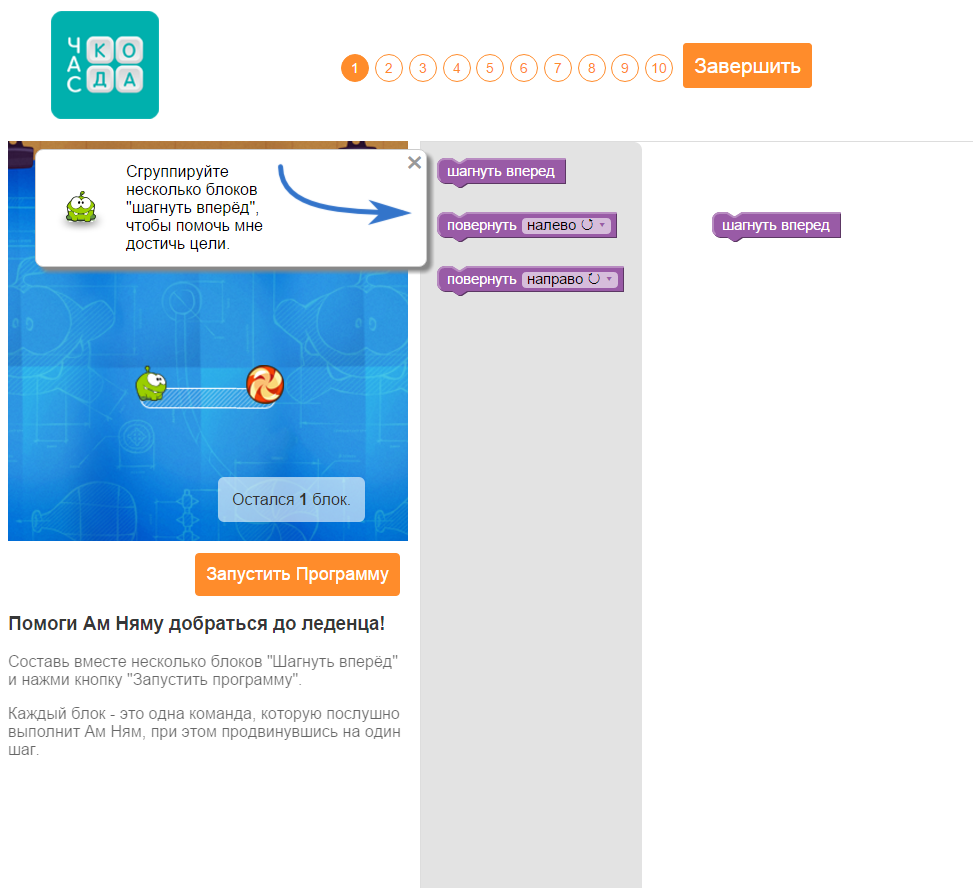 ЧАС КОДА
1 2 3 4 5 6 7 8 9 10 Завершить
Сгруппируйте
несколько блоков
"шагнуть вперёд",
чтобы помочь мне
достичь цели.
Остался 1 блок.
Запустить Программу
Помоги Ам Няму добраться до леденца!
Составь вместе несколько блоков "Шагнуть вперёд"
и нажми кнопку "Запустить программу".
Каждый блок - это одна команда, которую послушно
выполнит Ам Ням, при этом продвинувшись на один
шаг.
шагнуть вперед
повернуть налево
повернуть направо
шагнуть вперед